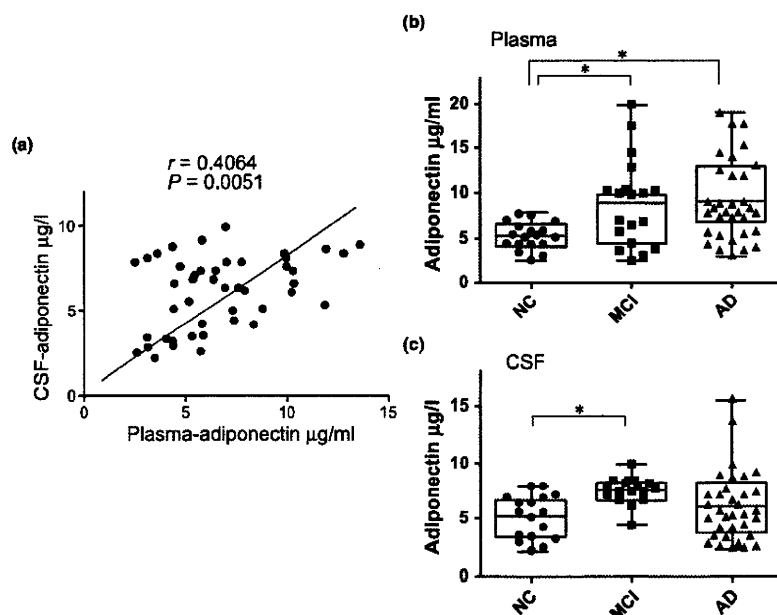 (a)
r = 0.4064
P = 0.0051
CSF-adiponectin µg/l
10
5
0
0
5
10
15
Plasma-adiponectin µg/ml
(b)
Plasma
*
*
Adiponectin µg/ml
20
15
10
5
0
NC
MCI
AD
(c)
CSF
*
Adiponectin µg/l
15
10
5
0
NC
MCI
AD